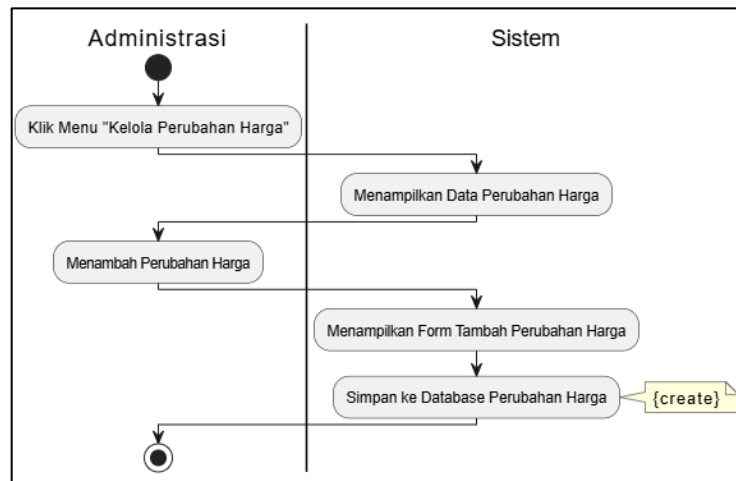 Administrasi
Sistem
Klik Menu "Kelola Perubahan Harga"
Menampilkan Data Perubahan Harga
Menambah Perubahan Harga
Menampilkan Form Tambah Perubahan Harga
Simpan ke Database Perubahan Harga
{create}